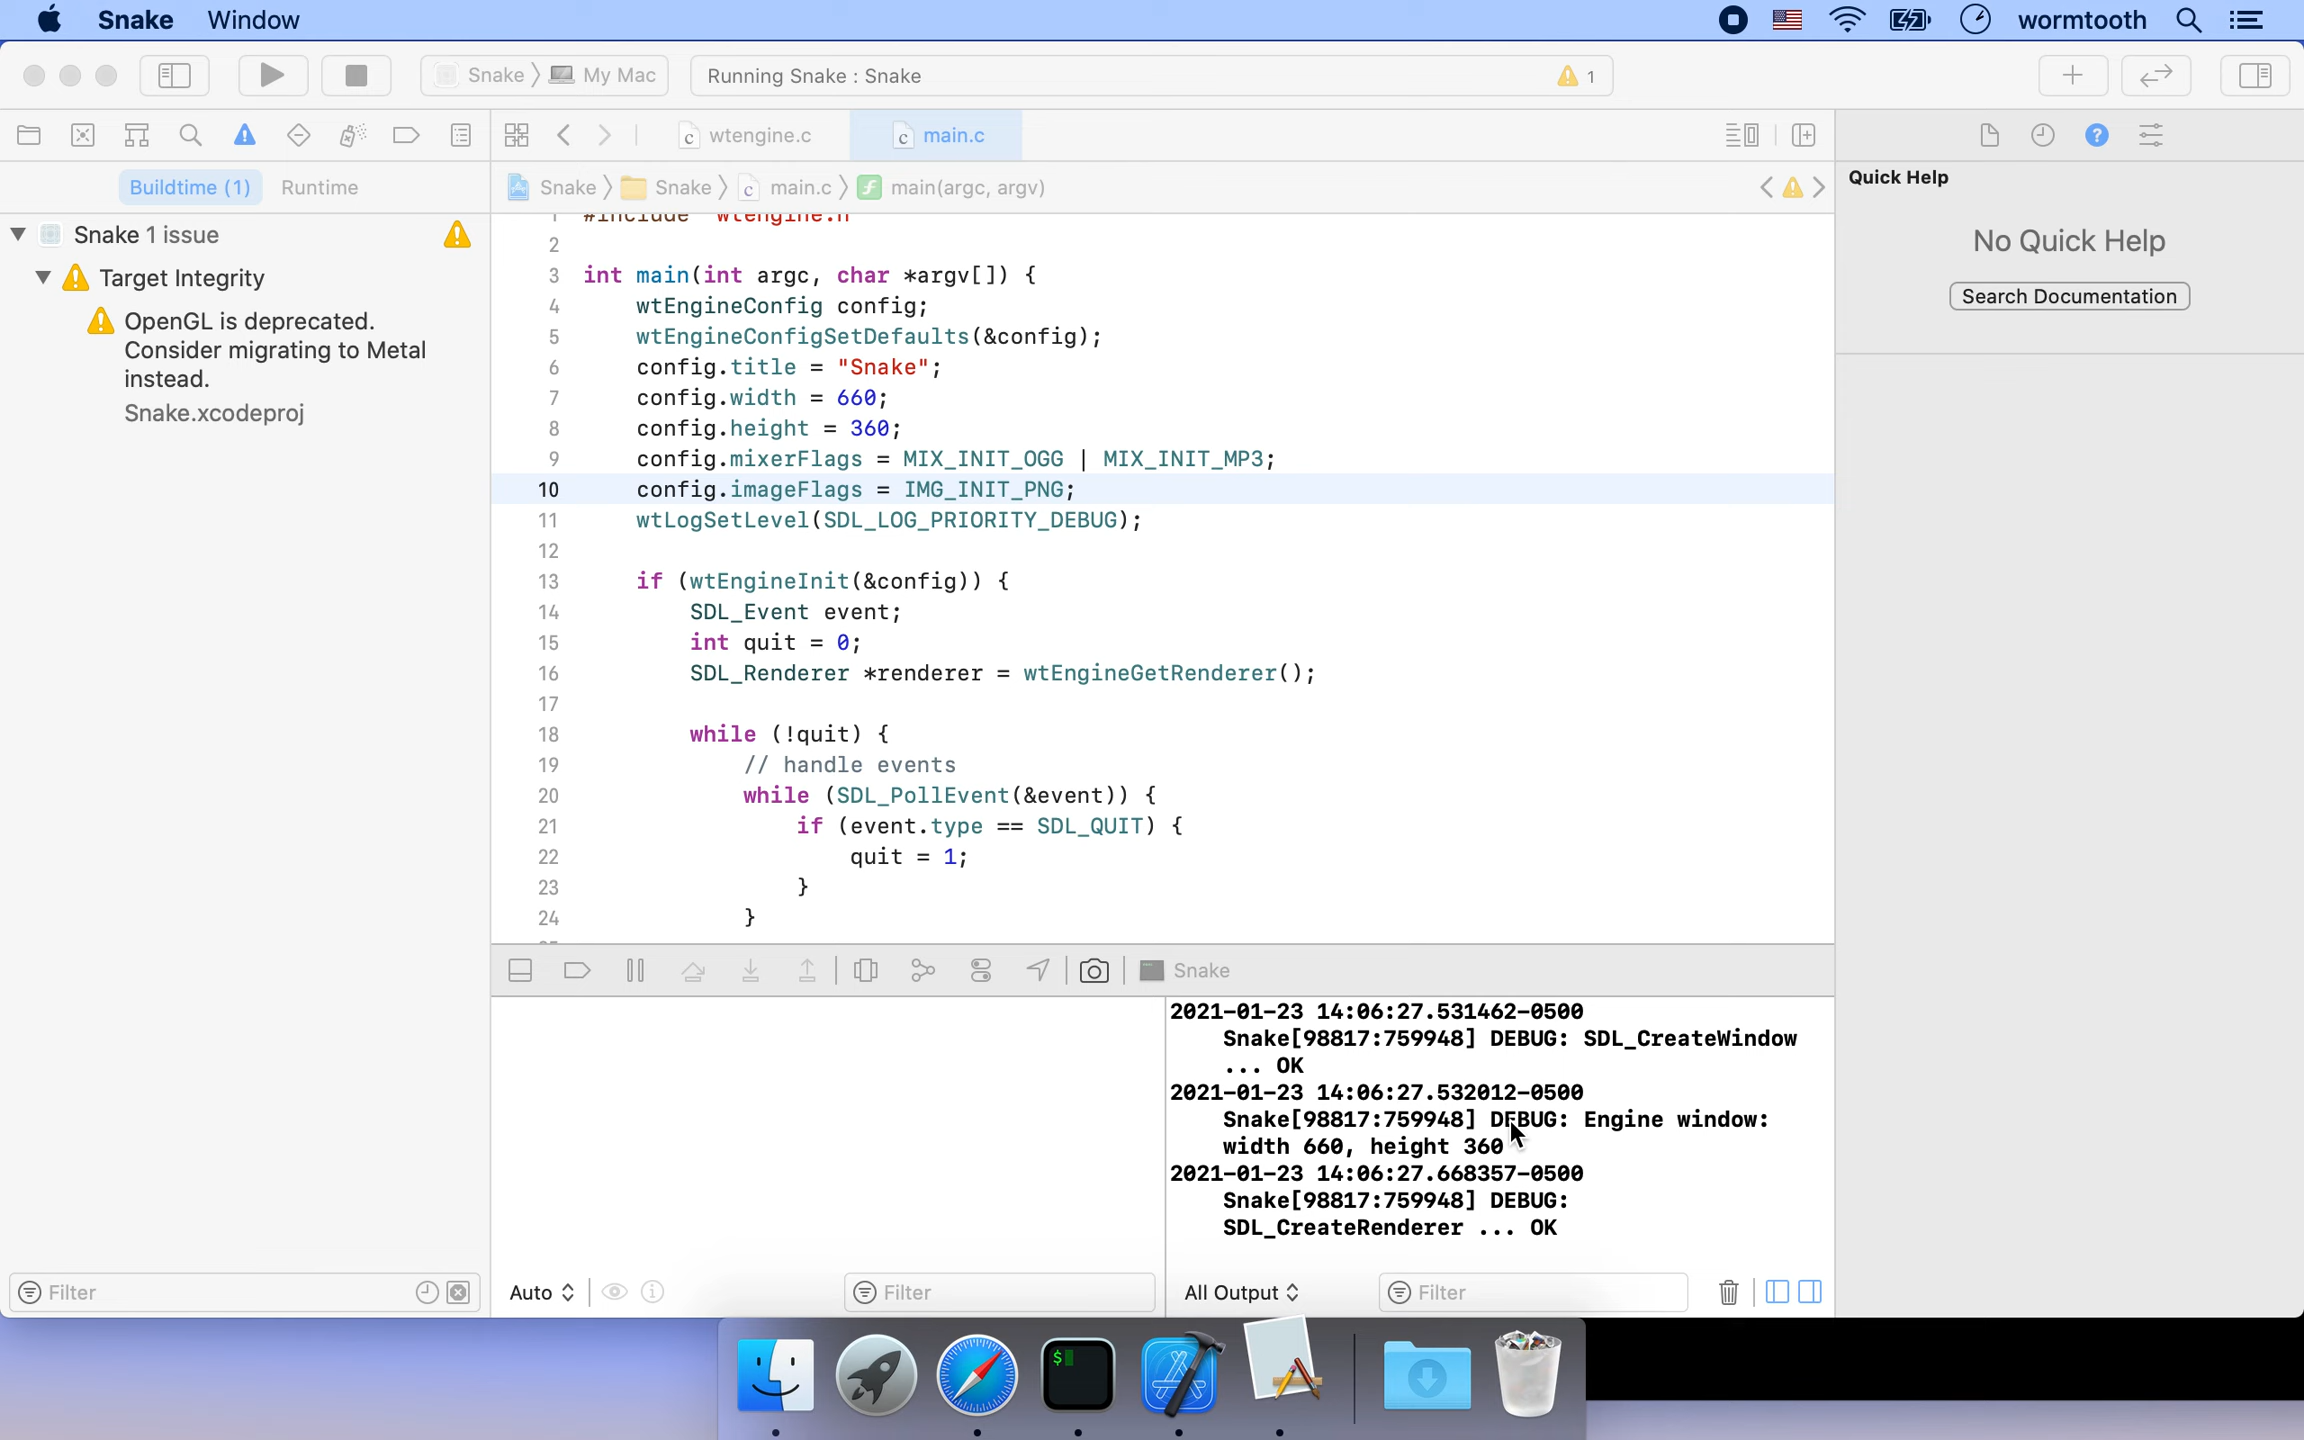 Snake Window wormtooth
Snake My Mac Running Snake : Snake 1
wtengine.c main.c
Buildtime (1) Runtime
Snake Snake main.c main(argc, argv)
Quick Help
No Quick Help
Search Documentation
Snake 1 issue
Target Integrity
OpenGL is deprecated.
Consider migrating to Metal
instead.
Snake.xcodeproj
1 #include "wtengine.h"
2
3 int main(int argc, char *argv[]) {
4 wtEngineConfig config;
5 wtEngineConfigSetDefaults(&config);
6 config.title = "Snake";
7 config.width = 660;
8 config.height = 360;
9 config.mixerFlags = MIX_INIT_OGG | MIX_INIT_MP3;
10 config.imageFlags = IMG_INIT_PNG;
11 wtLogSetLevel(SDL_LOG_PRIORITY_DEBUG);
12
13 if (wtEngineInit(&config)) {
14 SDL_Event event;
15 int quit = 0;
16 SDL_Renderer *renderer = wtEngineGetRenderer();
17
18 while (!quit) {
19 // handle events
20 while (SDL_PollEvent(&event)) {
21 if (event.type == SDL_QUIT) {
22 quit = 1;
23 }
24 }
Snake
2021-01-23 14:06:27.531462-0500
Snake[98817:759948] DEBUG: SDL_CreateWindow
... OK
2021-01-23 14:06:27.532012-0500
Snake[98817:759948] DEBUG: Engine window:
width 660, height 360
2021-01-23 14:06:27.668357-0500
Snake[98817:759948] DEBUG:
SDL_CreateRenderer ... OK
Filter Auto Filter All Output Filter
$